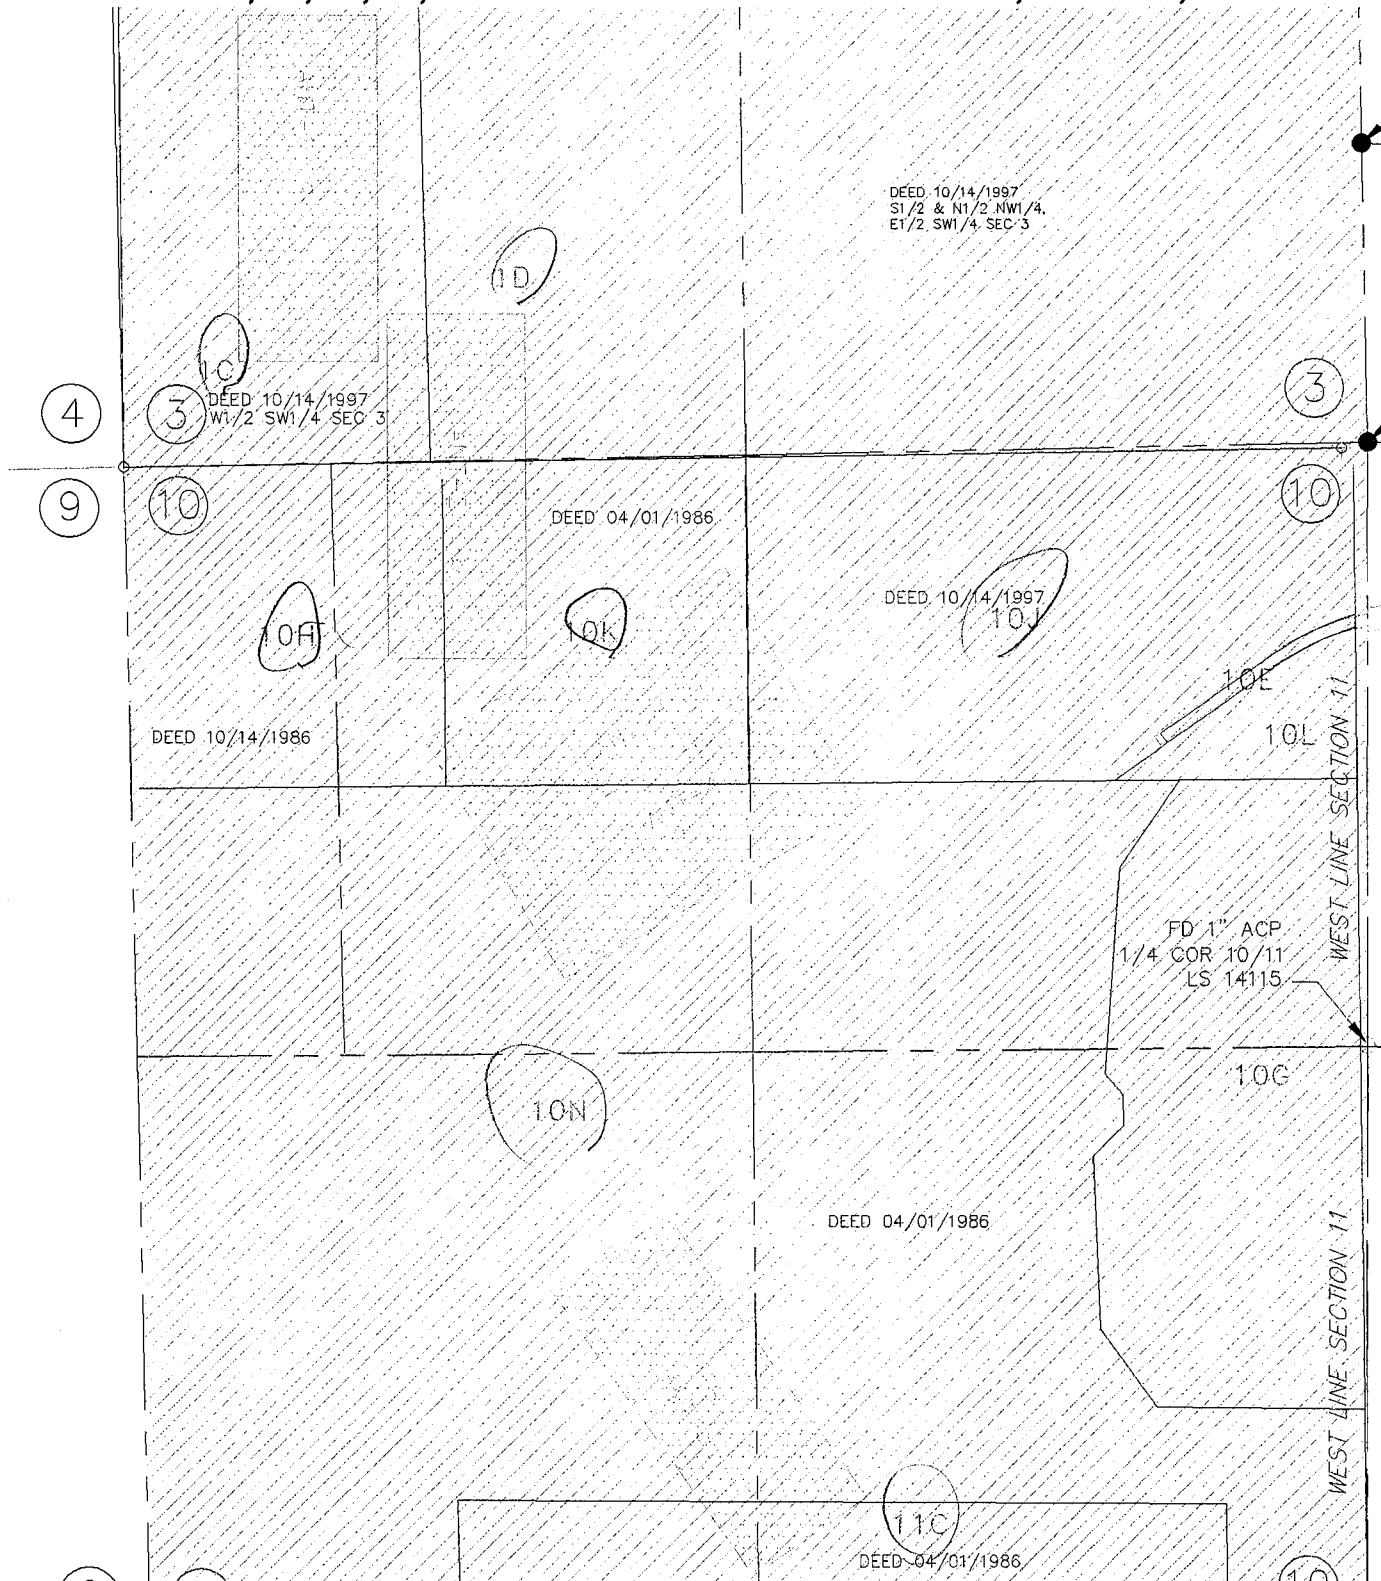 DEED 10/14/1997
S1/2 & N1/2 NW1/4,
E1/2 SW1/4 SEC 3
1D
1C
DEED 10/14/1997
W1/2 SW1/4 SEC 3
4
3
3
9
10
10
DEED 04/01/1986
DEED 10/14/1997
10J
10K
10E
10L
DEED 10/14/1986
WEST LINE SECTION 11
FD 1" ACP
1/4 COR 10/11
LS 14115
10G
10N
DEED 04/01/1986
WEST LINE SECTION 11
11C
DEED 04/01/1986
10